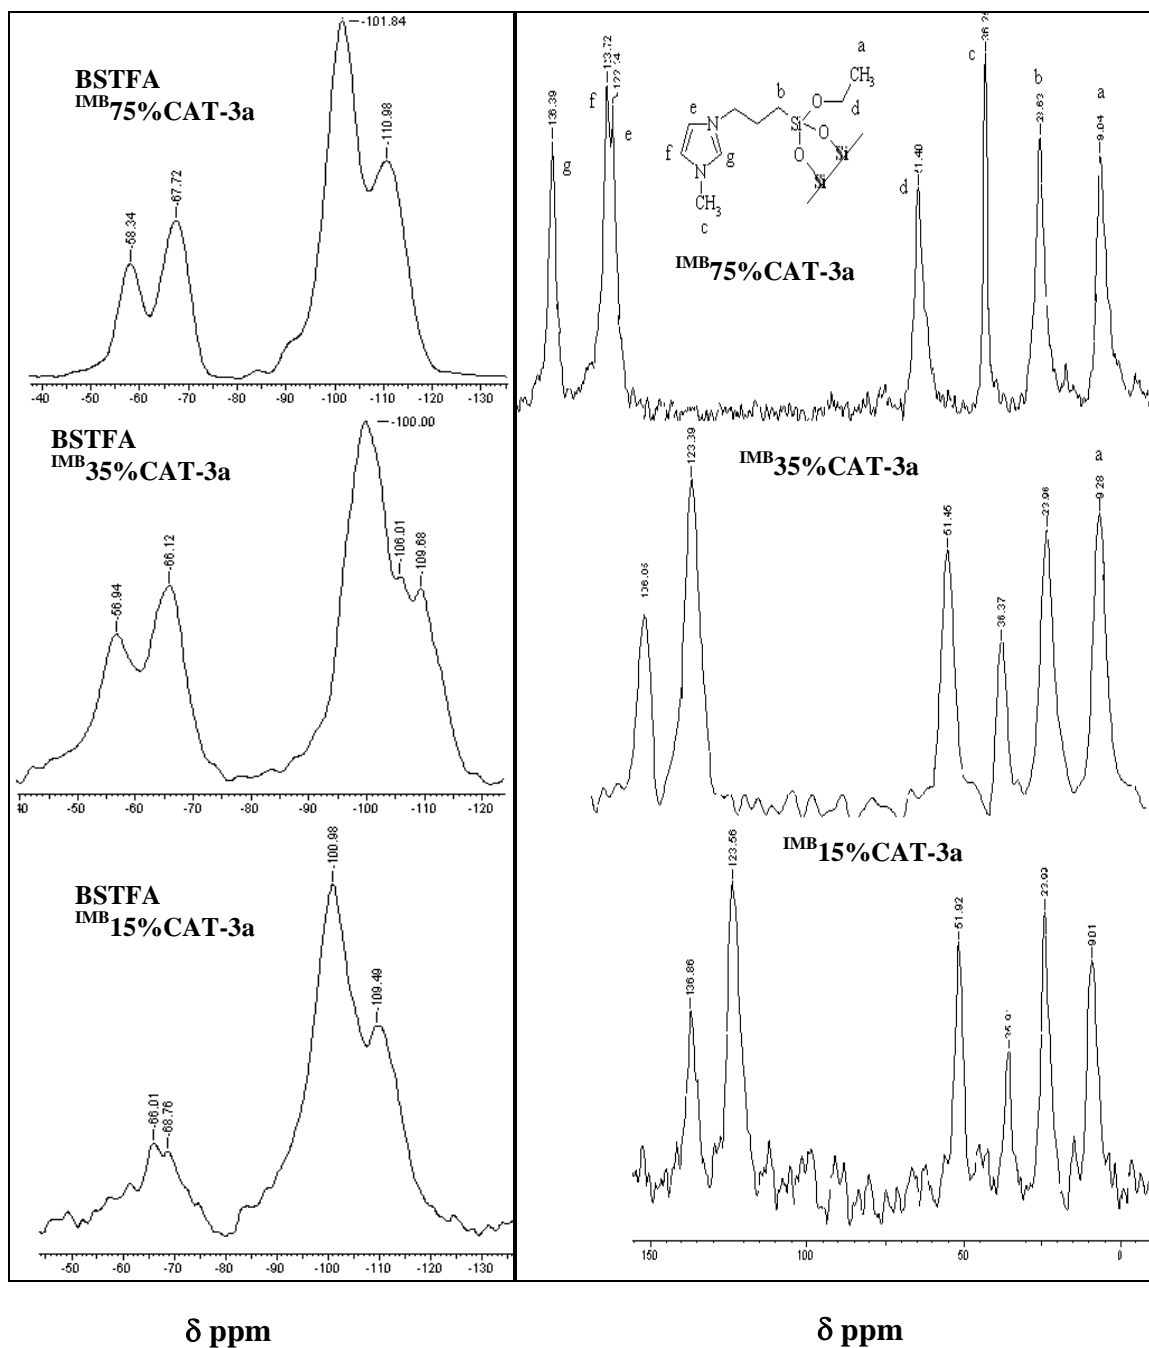 −101.84
BSTFA
IMB75%CAT-3a
−110.98
−67.72
−58.34
-40 -50 -60 -70 -80 -90 -100 -110 -120 -130
−100.00
BSTFA
IMB35%CAT-3a
−106.01
−109.68
−66.12
−56.94
-50 -60 -70 -80 -90 -100 -110 -120
−100.98
BSTFA
IMB15%CAT-3a
−109.49
−66.01
−68.76
-50 -60 -70 -80 -90 -100 -110 -120 -130
δ ppm
136.39
g
f
e
a
CH3
b
O
d
Si
O
O
Si
Si
e
N
f
g
N
CH3
c
c
b
a
d
23.63
9.04
IMB75%CAT-3a
123.39
IMB35%CAT-3a
a
136.06
51.45
36.37
23.96
9.28
IMB15%CAT-3a
123.56
136.86
51.92
23.99
9.01
150 100 50 0
δ ppm